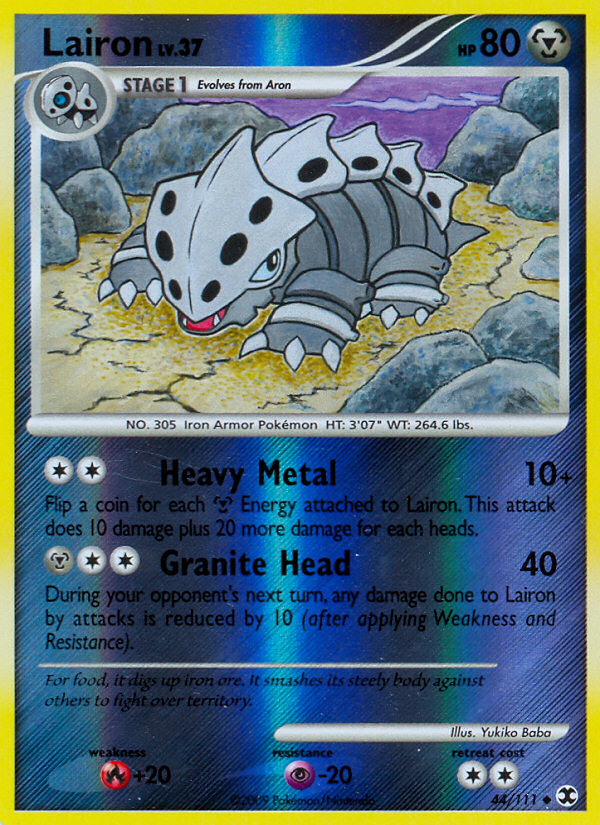 Lairon LV.37 HP 80
STAGE 1 Evolves from Aron
NO. 305 Iron Armor Pokémon HT: 3'07" WT: 264.6 lbs.
Heavy Metal 10+
Flip a coin for each Energy attached to Lairon. This attack
does 10 damage plus 20 more damage for each heads.
Granite Head 40
During your opponent's next turn, any damage done to Lairon
by attacks is reduced by 10 (after applying Weakness and
Resistance).
For food, it digs up iron ore. It smashes its steely body against
others to fight over territory.
Illus. Yukiko Baba
weakness resistance retreat cost
+20 -20
©2009 Pokémon/Nintendo 44/111